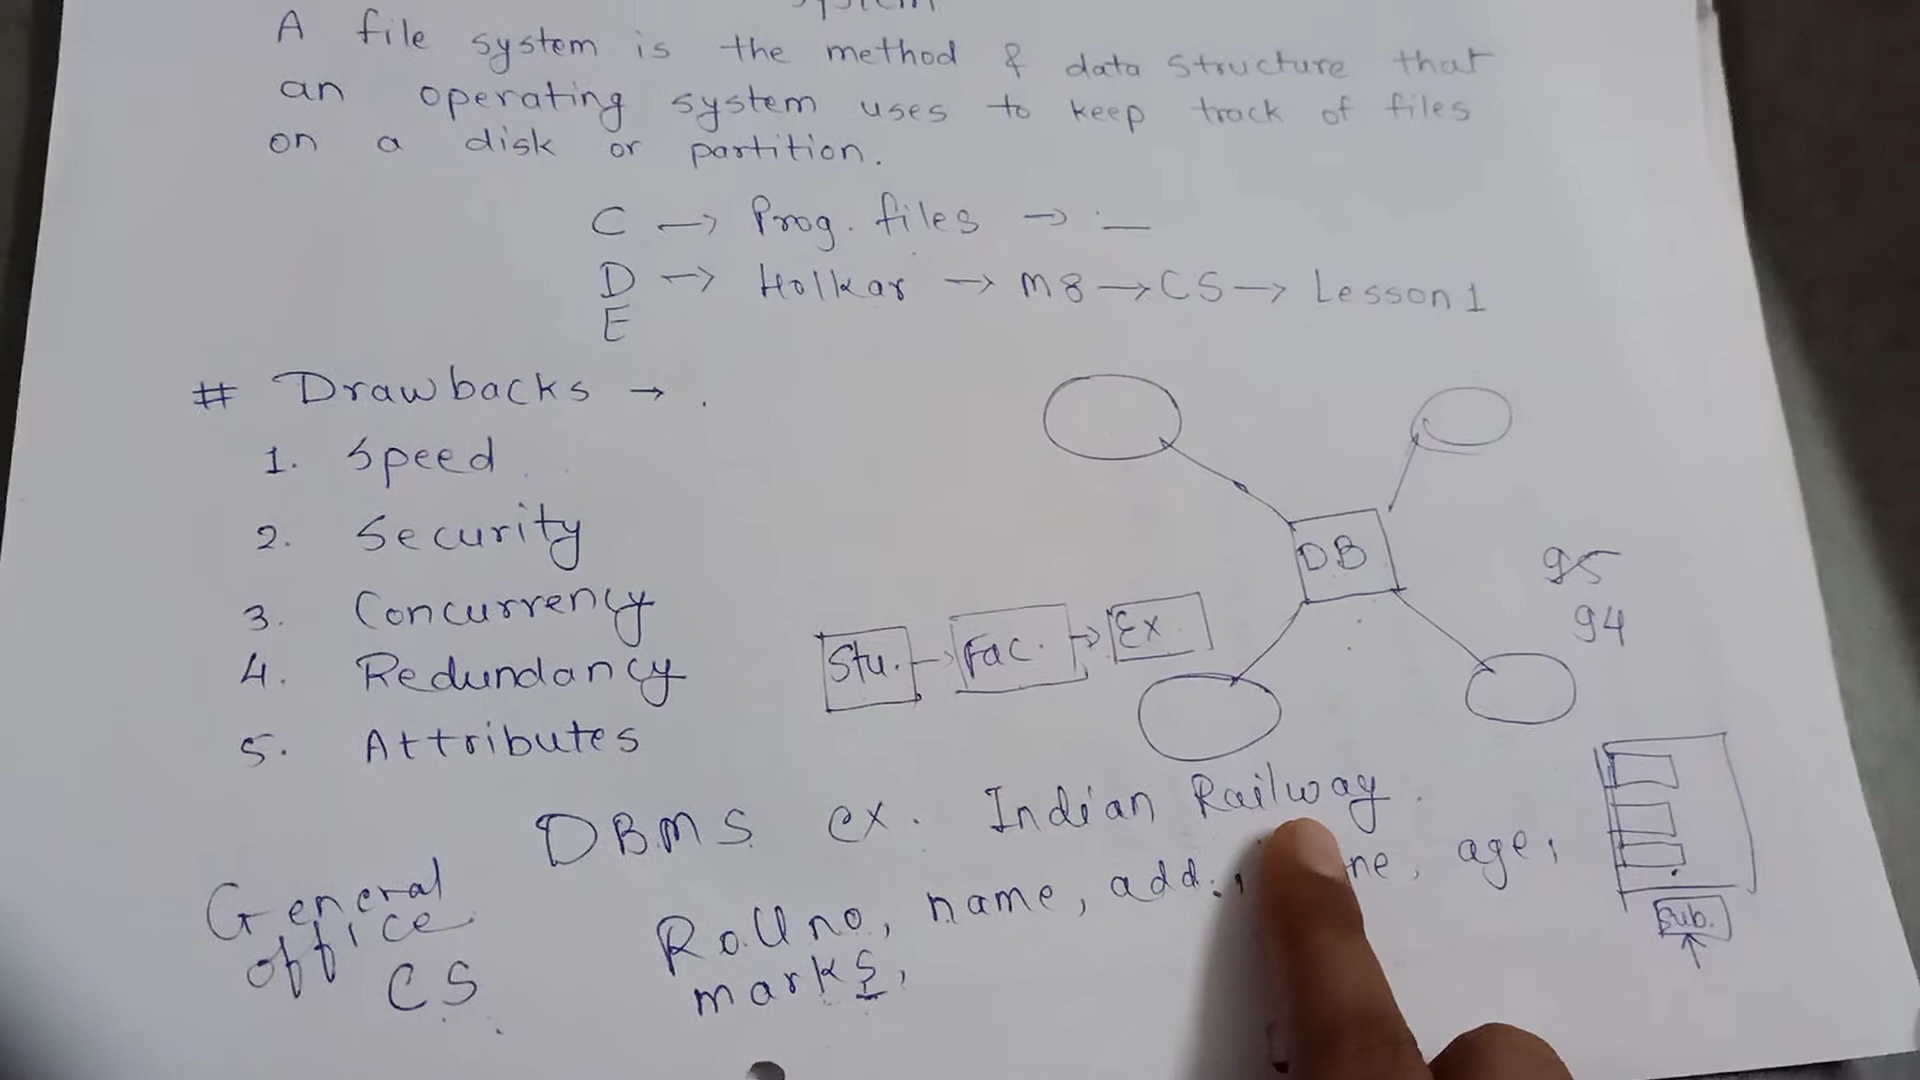 A file system is the method & data structure that
an operating system uses to keep track of files
on a disk or partition.
C → Prog. files →
D → Holkar → M8 → CS → Lesson 1
E
# Drawbacks →
1. Speed
2. Security
3. Concurrency
4. Redundancy
5. Attributes
DB
95
94
Stu. → Fac. → Ex.
DBMS ex. Indian Railway.
General
office
CS
Roll no, name, add., age,
marks,
Sub.